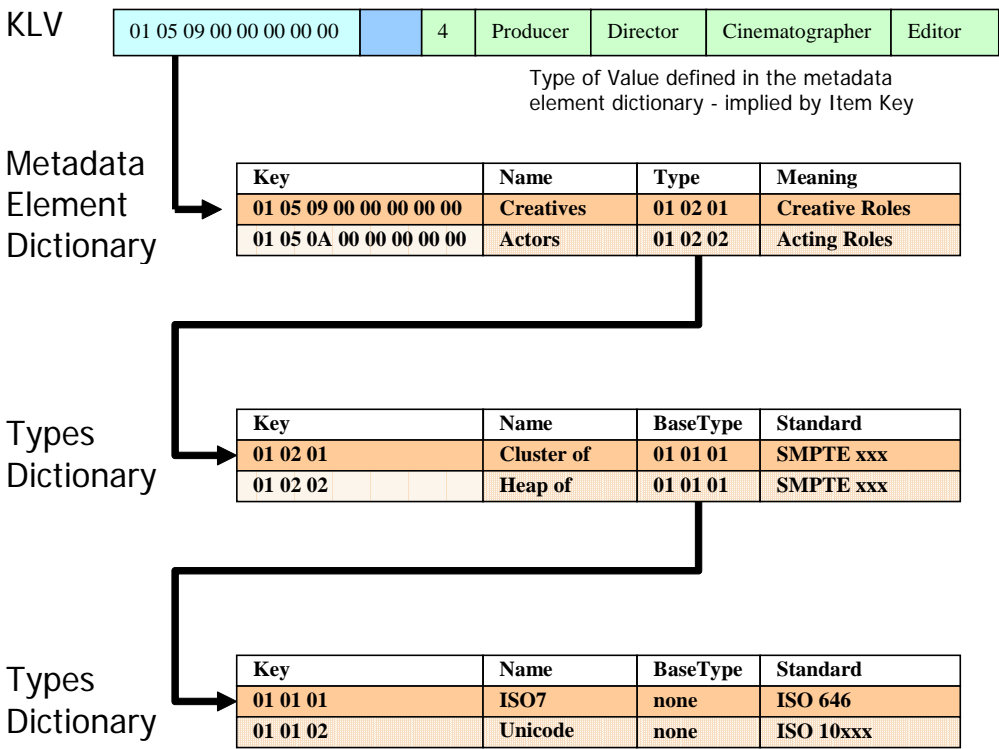 KLV
01 05 09 00 00 00 00 00 4 Producer Director Cinematographer Editor
Type of Value defined in the metadata
element dictionary - implied by Item Key
Metadata
Element
Dictionary
Key Name Type Meaning
01 05 09 00 00 00 00 00 Creatives 01 02 01 Creative Roles
01 05 0A 00 00 00 00 00 Actors 01 02 02 Acting Roles
Types
Dictionary
Key Name BaseType Standard
01 02 01 Cluster of 01 01 01 SMPTE xxx
01 02 02 Heap of 01 01 01 SMPTE xxx
Types
Dictionary
Key Name BaseType Standard
01 01 01 ISO7 none ISO 646
01 01 02 Unicode none ISO 10xxx